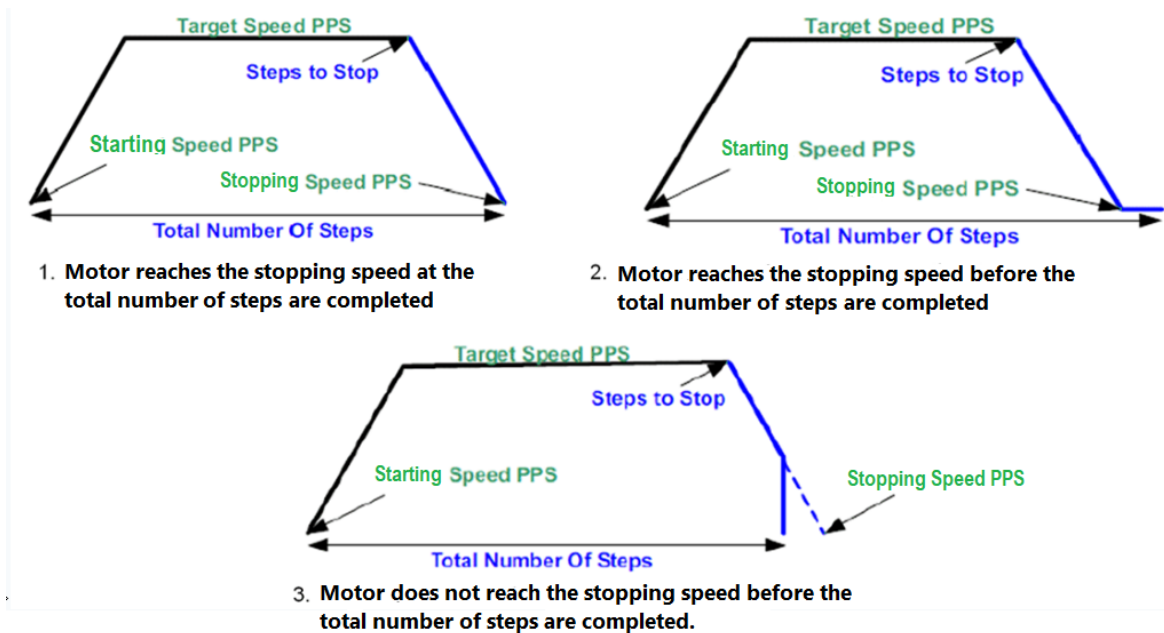 Target Speed PPS
Steps to Stop
Starting Speed PPS
Stopping Speed PPS
Total Number Of Steps
1. Motor reaches the stopping speed at the
total number of steps are completed
Target Speed PPS
Steps to Stop
Starting Speed PPS
Stopping Speed PPS
Total Number Of Steps
2. Motor reaches the stopping speed before the
total number of steps are completed
Target Speed PPS
Steps to Stop
Starting Speed PPS
Stopping Speed PPS
Total Number Of Steps
3. Motor does not reach the stopping speed before the
total number of steps are completed.